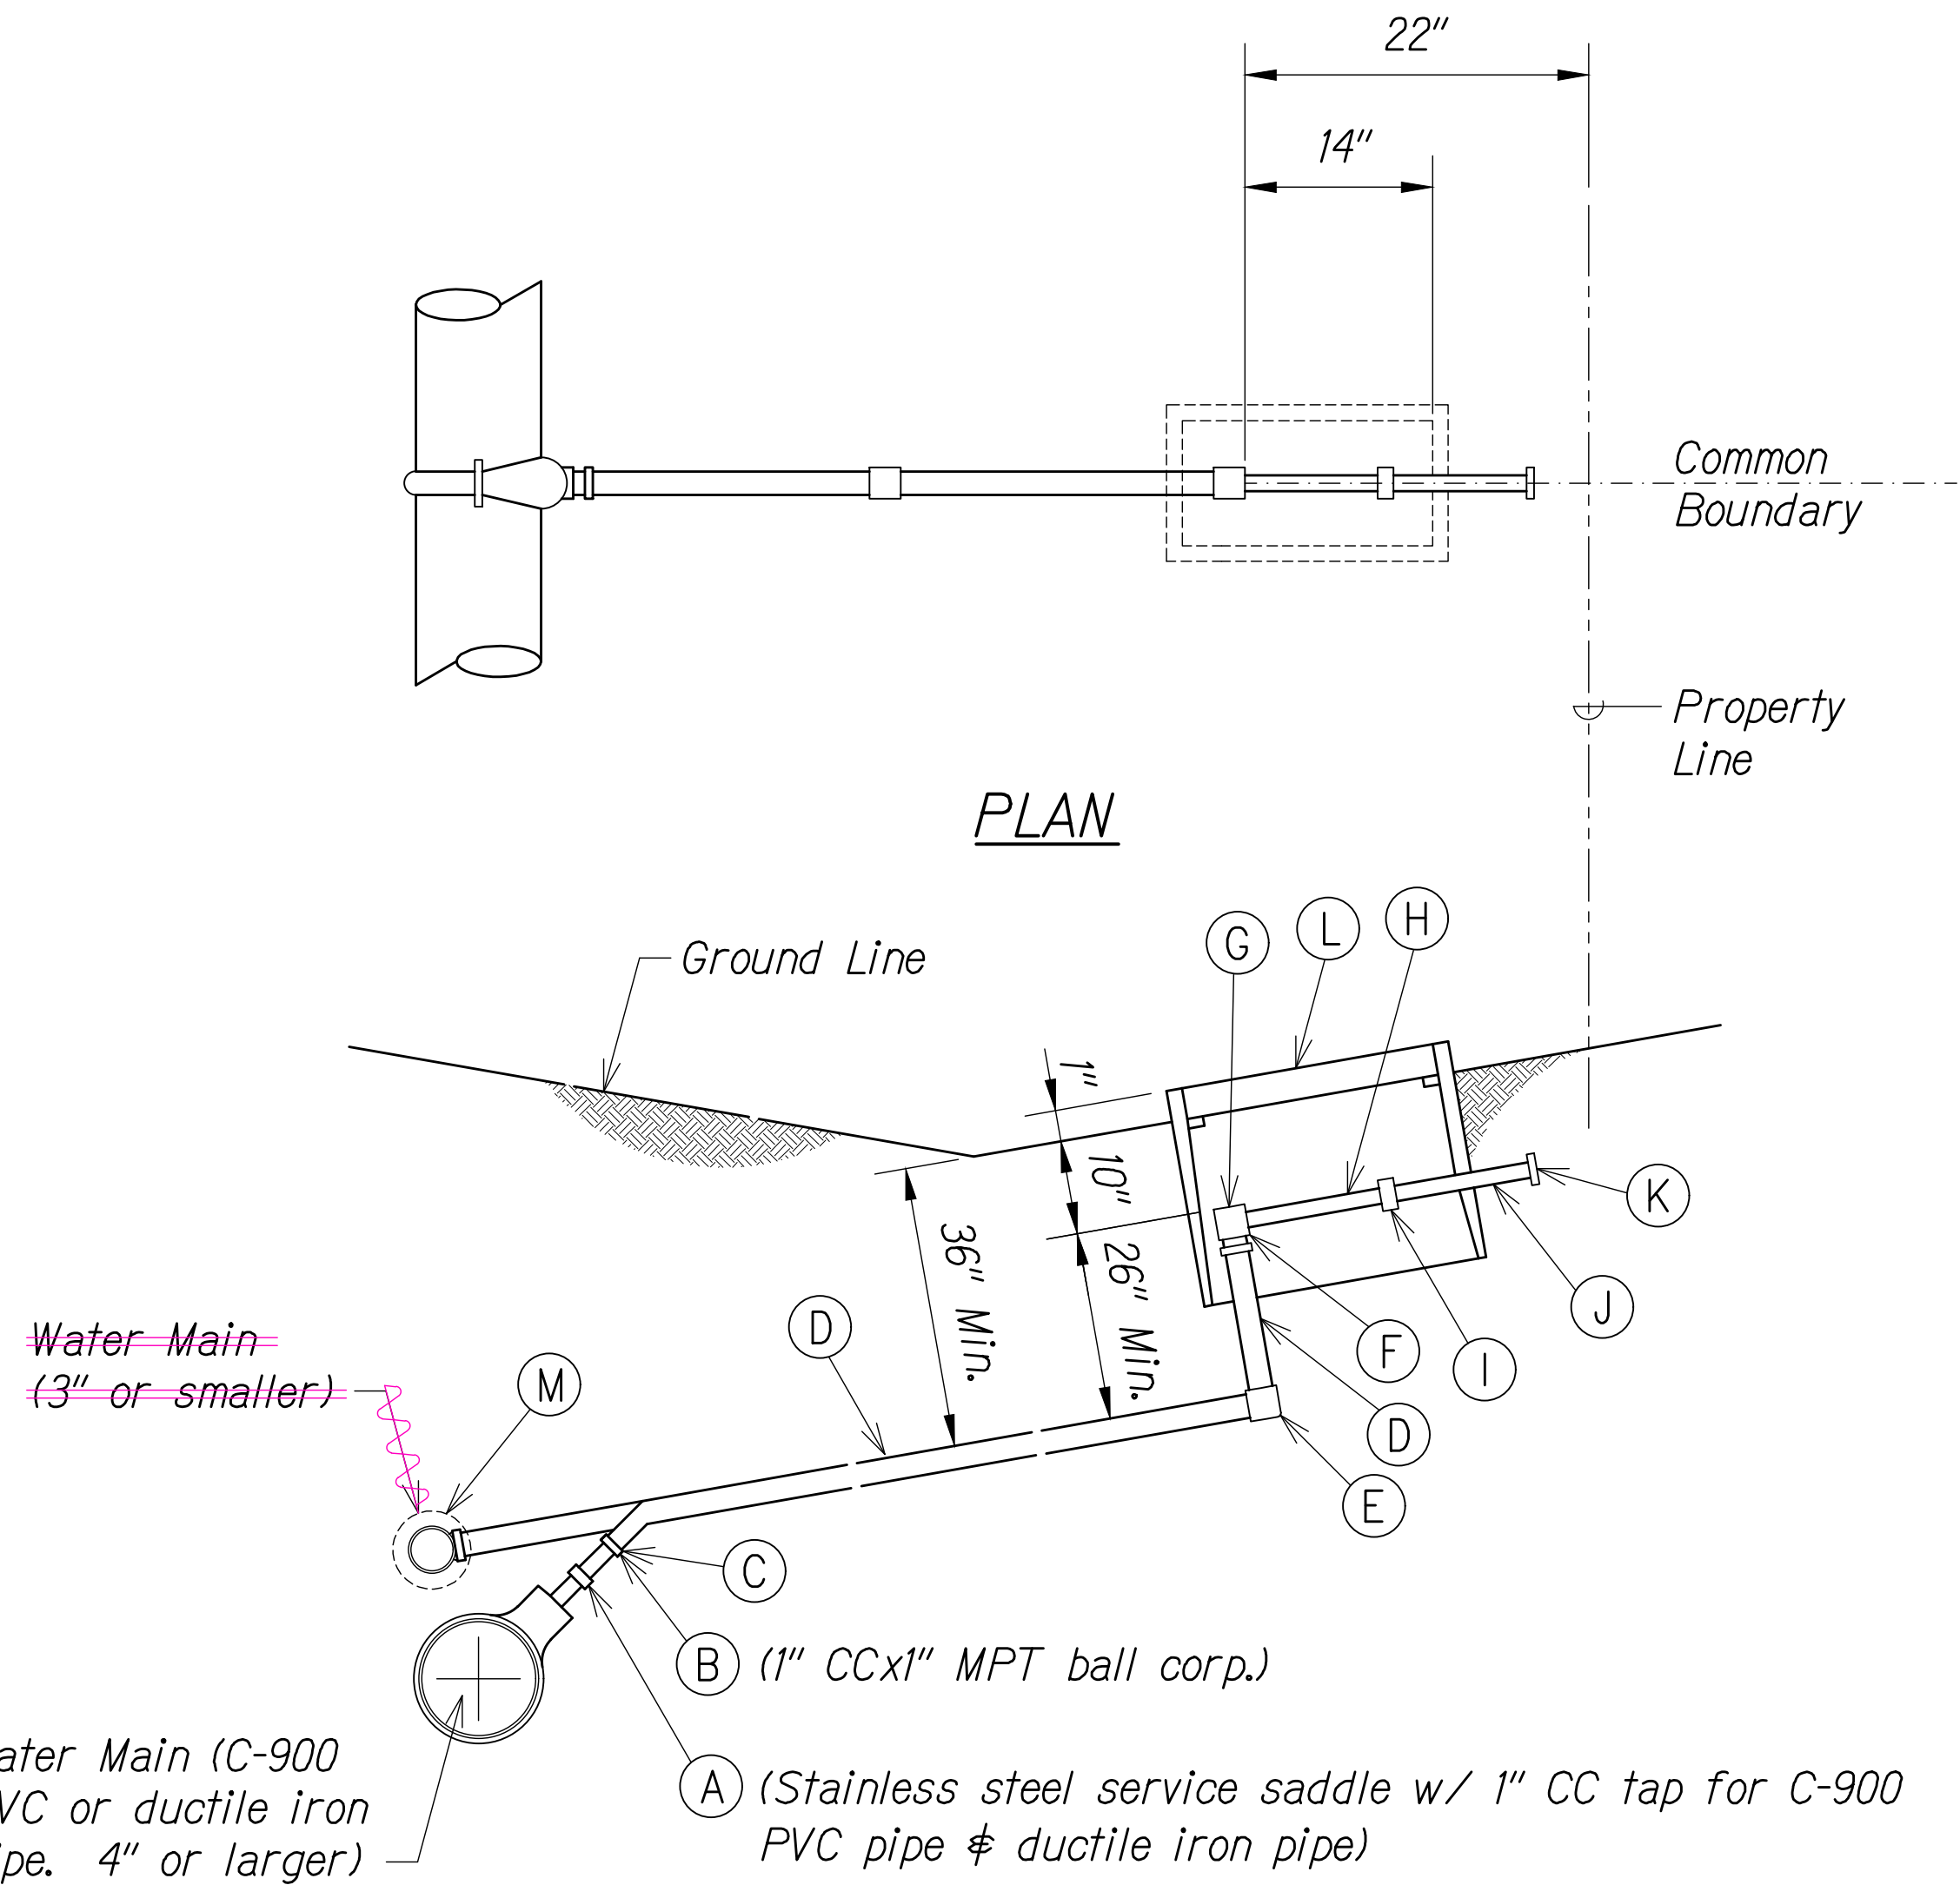 22"
14"
Common
Boundary
Property
Line
PLAN
G
L
H
Ground Line
1"
10"
K
36" Min.
26" Min.
D
J
Water Main
(3" or smaller)
M
F
I
D
E
C
B (1" CCx1" MPT ball corp.)
ater Main (C-900
VC or ductile iron
ipe. 4" or larger)
A (Stainless steel service saddle w/ 1" CC tap for C-900
PVC pipe & ductile iron pipe)